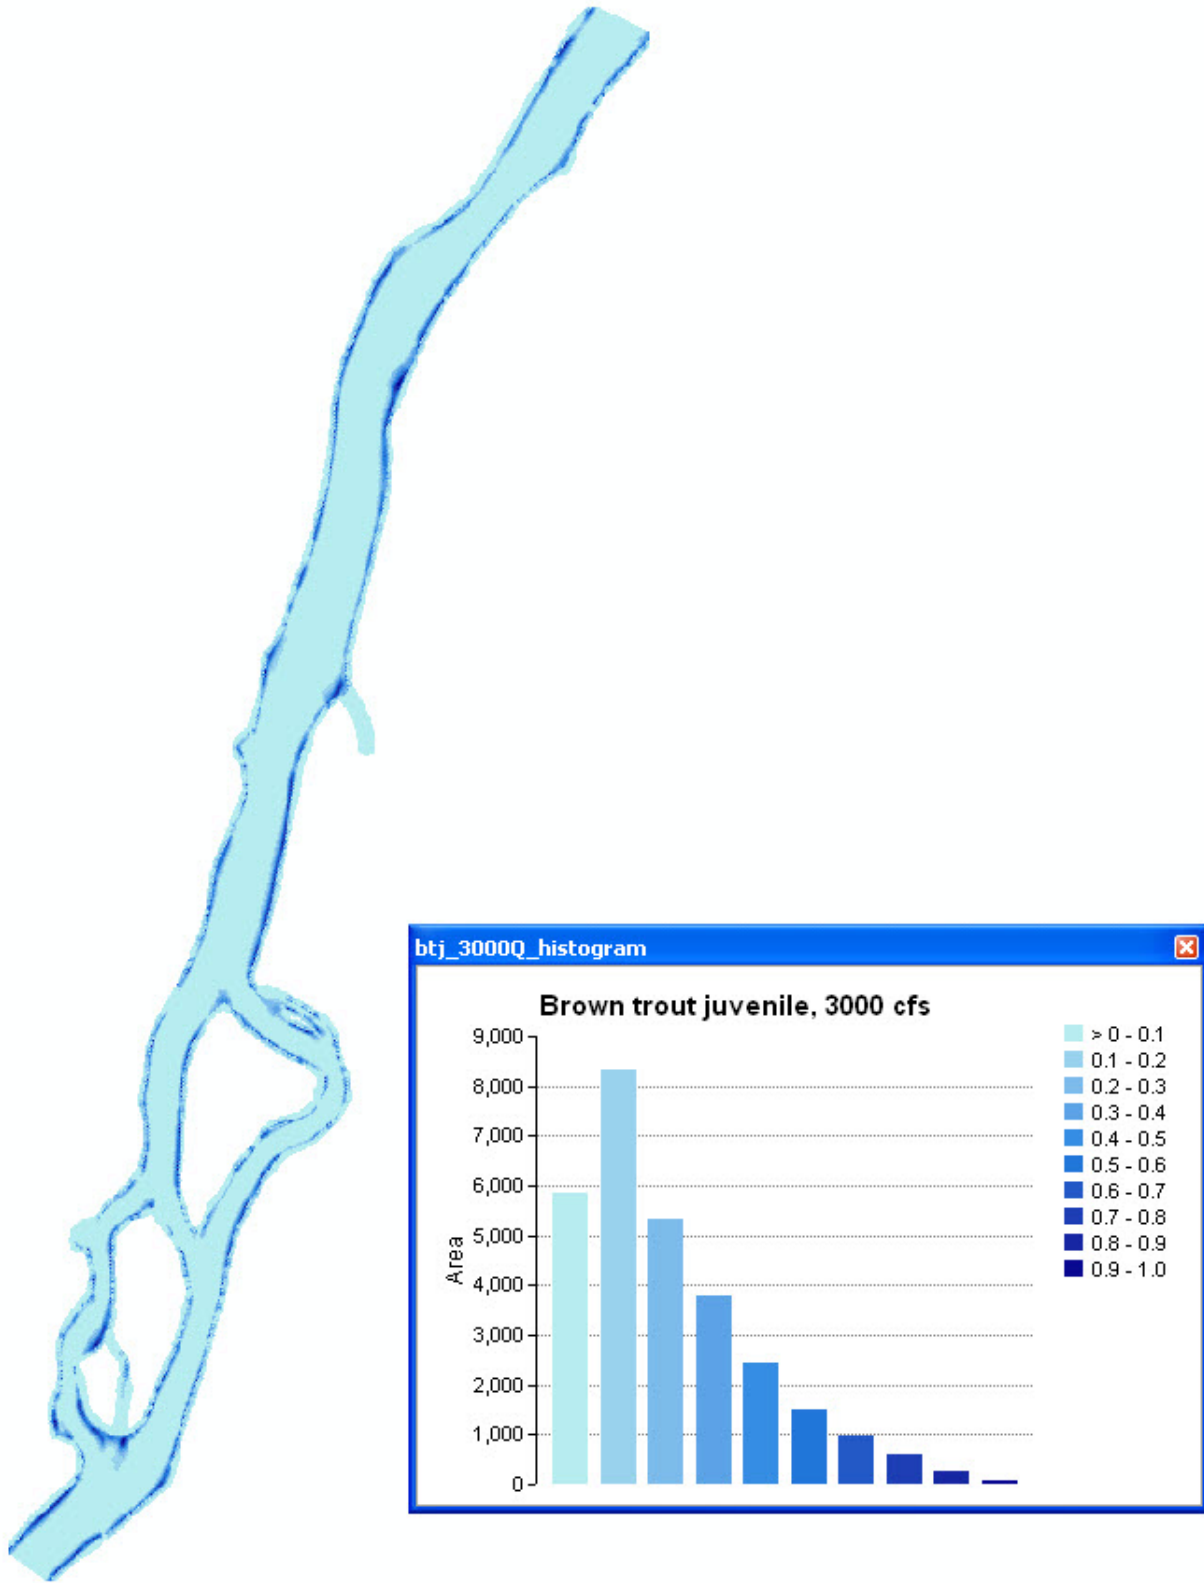 btj_3000Q_histogram
Brown trout juvenile, 3000 cfs
9,000
8,000
7,000
6,000
5,000
4,000
3,000
2,000
1,000
0
Area
> 0 - 0.1
0.1 - 0.2
0.2 - 0.3
0.3 - 0.4
0.4 - 0.5
0.5 - 0.6
0.6 - 0.7
0.7 - 0.8
0.8 - 0.9
0.9 - 1.0